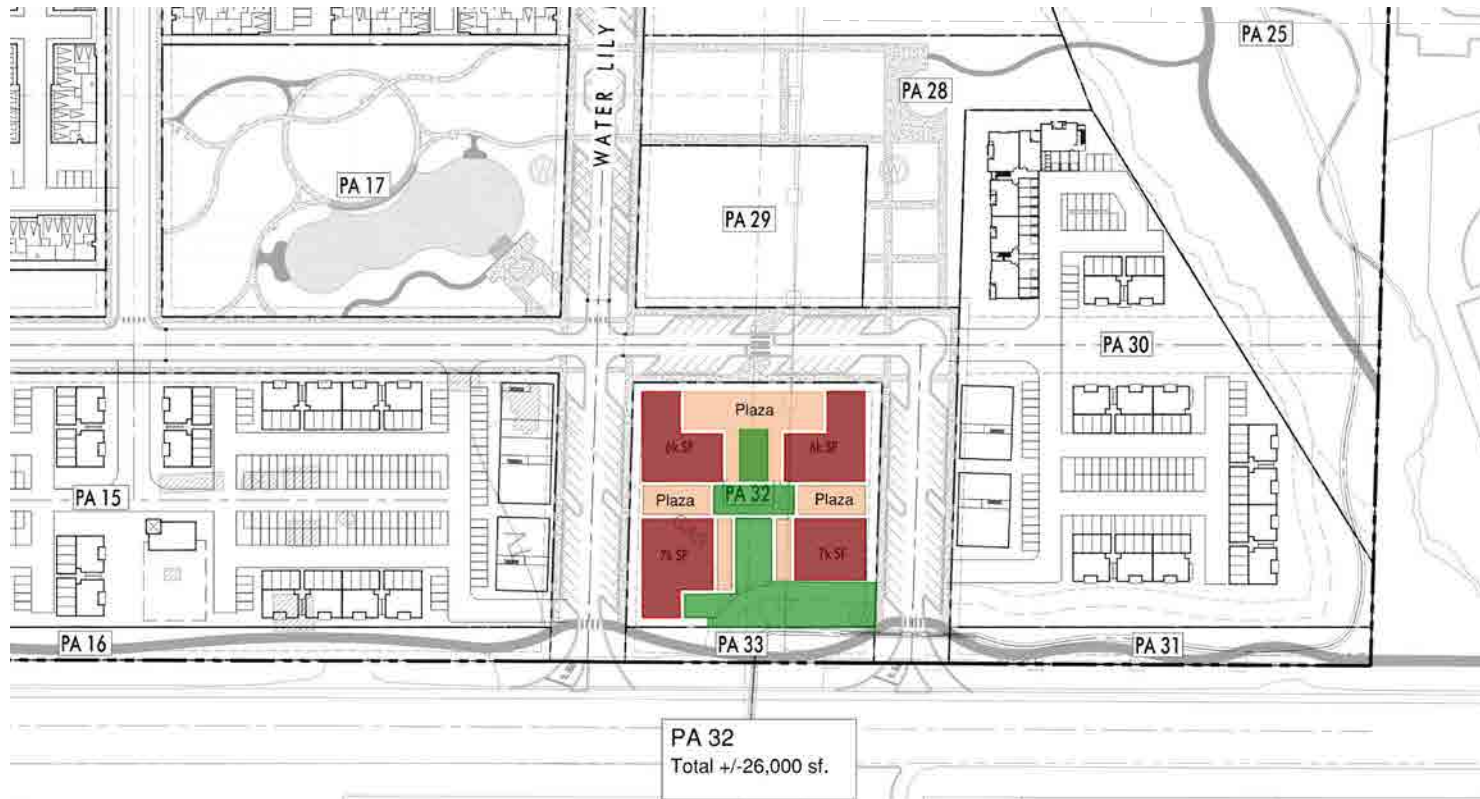 PA 25
WATER LILY
PA 28
PA 17
PA 29
PA 30
Plaza
6k SF
6k SF
PA 15
Plaza
PA 32
Plaza
7k SF
7k SF
PA 16
PA 33
PA 31
PA 32
Total +/-26,000 sf.